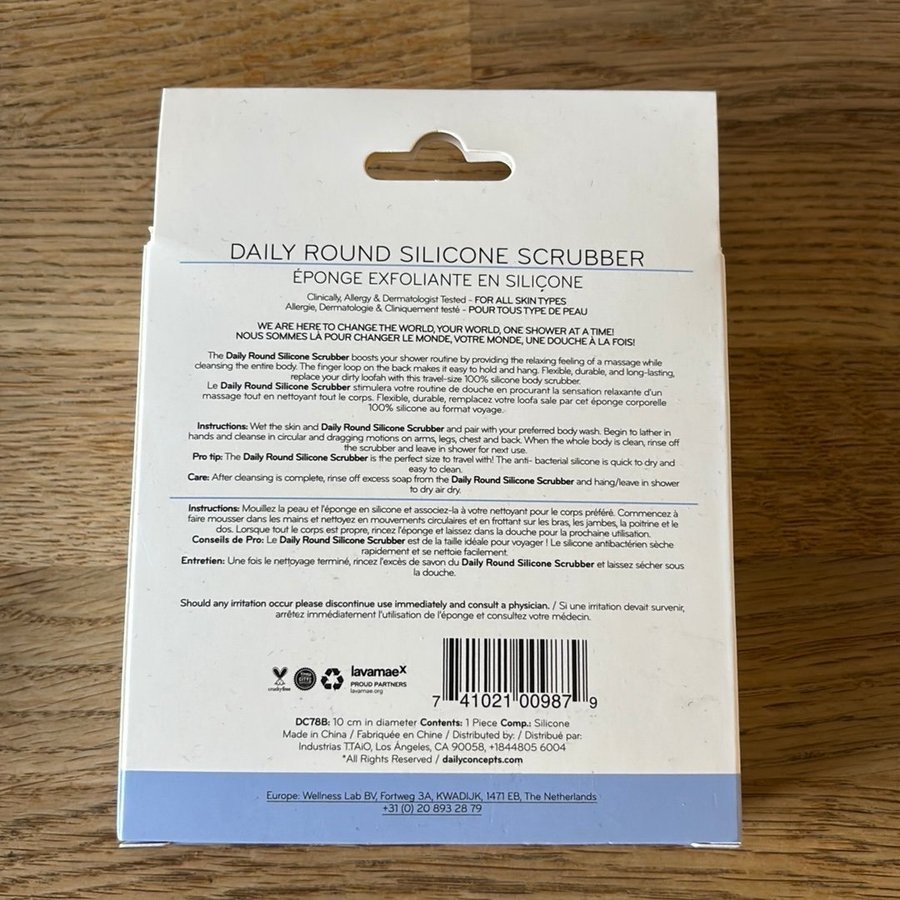 DAILY ROUND SILICONE SCRUBBER
ÉPONGE EXFOLIANTE EN SILIÇONE
Clinically, Allergy & Dermatologist Tested - FOR ALL SKIN TYPES
Allergie, Dermatologie & Cliniquement testé - POUR TOUS TYPE DE PEAU
WE ARE HERE TO CHANGE THE WORLD, YOUR WORLD, ONE SHOWER AT A TIME!
NOUS SOMMES LÀ POUR CHANGER LE MONDE, VOTRE MONDE, UNE DOUCHE À LA FOIS!
The Daily Round Silicone Scrubber boosts your shower routine by providing the relaxing feeling of a massage while
cleansing the entire body. The finger loop on the back makes it easy to hold and hang. Flexible, durable, and long-lasting,
replace your dirty loofah with this travel-size 100% silicone body scrubber.
Le Daily Round Silicone Scrubber stimulera votre routine de douche en procurant la sensation relaxante d'un
massage tout en nettoyant tout le corps. Flexible, durable, remplacez votre loofa sale par cet éponge corporelle
100% silicone au format voyage.
Instructions: Wet the skin and Daily Round Silicone Scrubber and pair with your preferred body wash. Begin to lather in
hands and cleanse in circular and dragging motions on arms, legs, chest and back. When the whole body is clean, rinse off
the scrubber and leave in shower for next use.
Pro tip: The Daily Round Silicone Scrubber is the perfect size to travel with! The anti- bacterial silicone is quick to dry and
easy to clean.
Care: After cleansing is complete, rinse off excess soap from the Daily Round Silicone Scrubber and hang/leave in shower
to dry air dry.
Instructions: Mouillez la peau et l'éponge en silicone et associez-la à votre nettoyant pour le corps préféré. Commencez à
faire mousser dans les mains et nettoyez en mouvements circulaires et en frottant sur les bras, les jambes, la poitrine et le
dos. Lorsque tout le corps est propre, rincez l'éponge et laissez dans la douche pour la prochaine utilisation.
Conseils de Pro: Le Daily Round Silicone Scrubber est de la taille idéale pour voyager ! Le silicone antibactérien sèche
rapidement et se nettoie facilement.
Entretien: Une fois le nettoyage terminé, rincez l'excès de savon du Daily Round Silicone Scrubber et laissez sécher sous
la douche.
Should any irritation occur please discontinue use immediately and consult a physician. / Si une irritation devait survenir,
arrêtez immédiatement l'utilisation de l'éponge et consultez votre médecin.
crueltyfree
lavamaeX
PROUD PARTNERS
lavamae.org
7 41021 00987 9
DC78B: 10 cm in diameter Contents: 1 Piece Comp.: Silicone
Made in China / Fabriquée en Chine / Distributed by: / Distribué par:
Industrias T.TAiO, Los Ángeles, CA 90058, +1844805 6004
*All Rights Reserved / dailyconcepts.com
Europe: Wellness Lab BV, Fortweg 3A, KWADIJK, 1471 EB, The Netherlands
+31 (0) 20 893 28 79